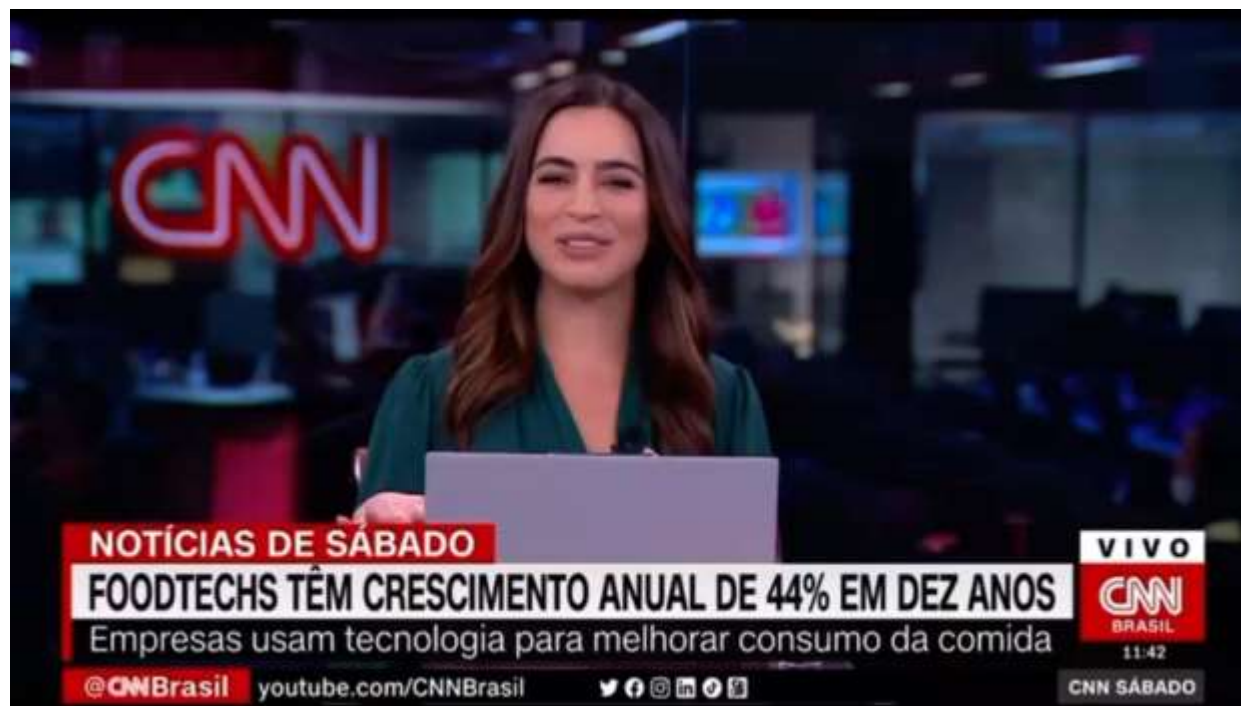 CNN
NOTÍCIAS DE SÁBADO
FOODTECHS TÊM CRESCIMENTO ANUAL DE 44% EM DEZ ANOS
Empresas usam tecnologia para melhorar consumo da comida
VIVO
CNN
BRASIL
11:42
@CNNBrasil youtube.com/CNNBrasil
CNN SÁBADO